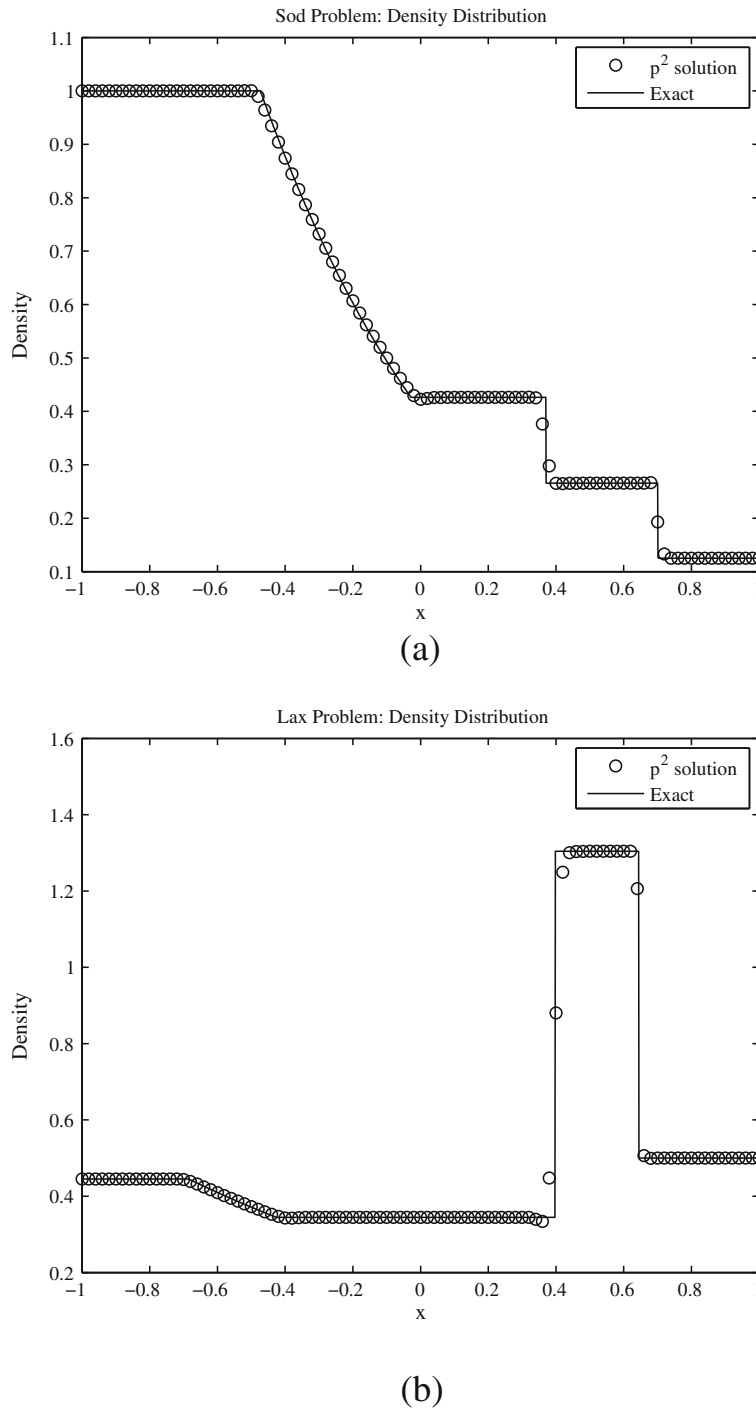 Sod Problem: Density Distribution
1.1
1
0.9
0.8
0.7
0.6
0.5
0.4
0.3
0.2
0.1
Density
p² solution
Exact
−1 −0.8 −0.6 −0.4 −0.2 0 0.2 0.4 0.6 0.8
x
(a)
Lax Problem: Density Distribution
1.6
1.4
1.2
1
0.8
0.6
0.4
0.2
Density
p² solution
Exact
−1 −0.8 −0.6 −0.4 −0.2 0 0.2 0.4 0.6 0.8
x
(b)